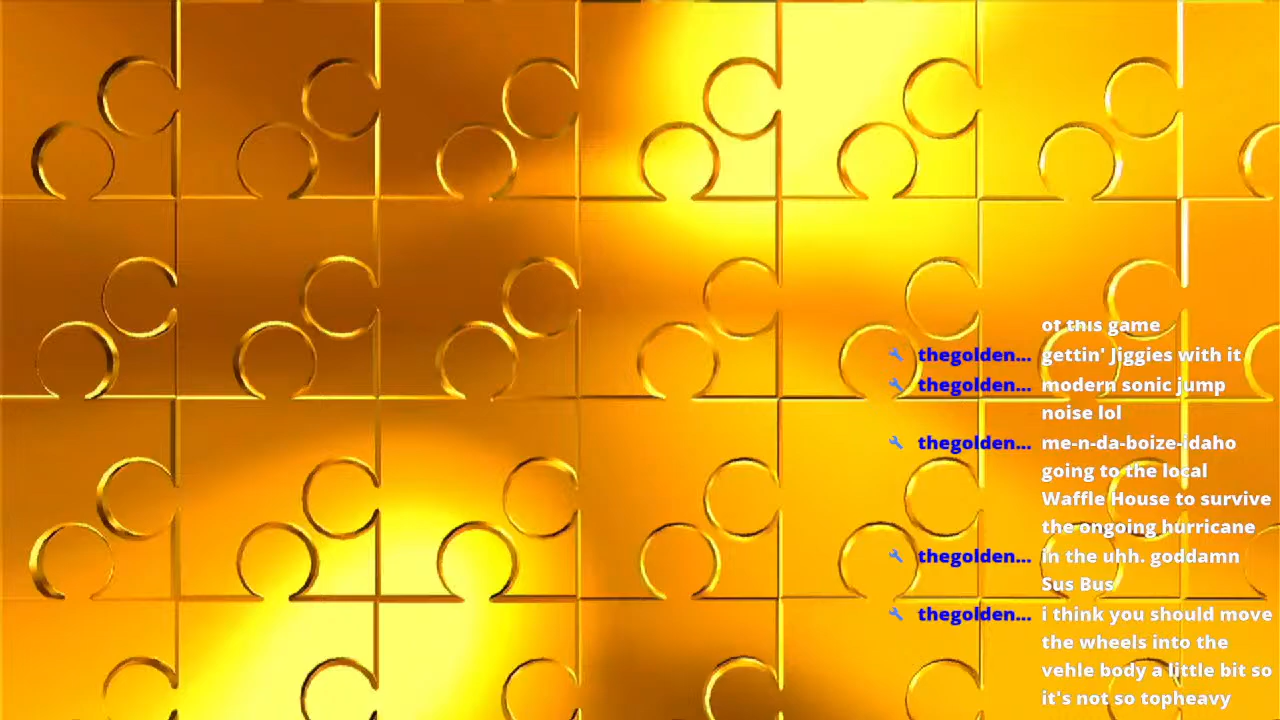 of this game
thegolden... gettin' Jiggies with it
thegolden... modern sonic jump
noise lol
thegolden... me-n-da-boize-idaho
going to the local
Waffle House to survive
the ongoing hurricane
thegolden... in the uhh. goddamn
Sus Bus
thegolden... i think you should move
the wheels into the
vehle body a little bit so
it's not so topheavy